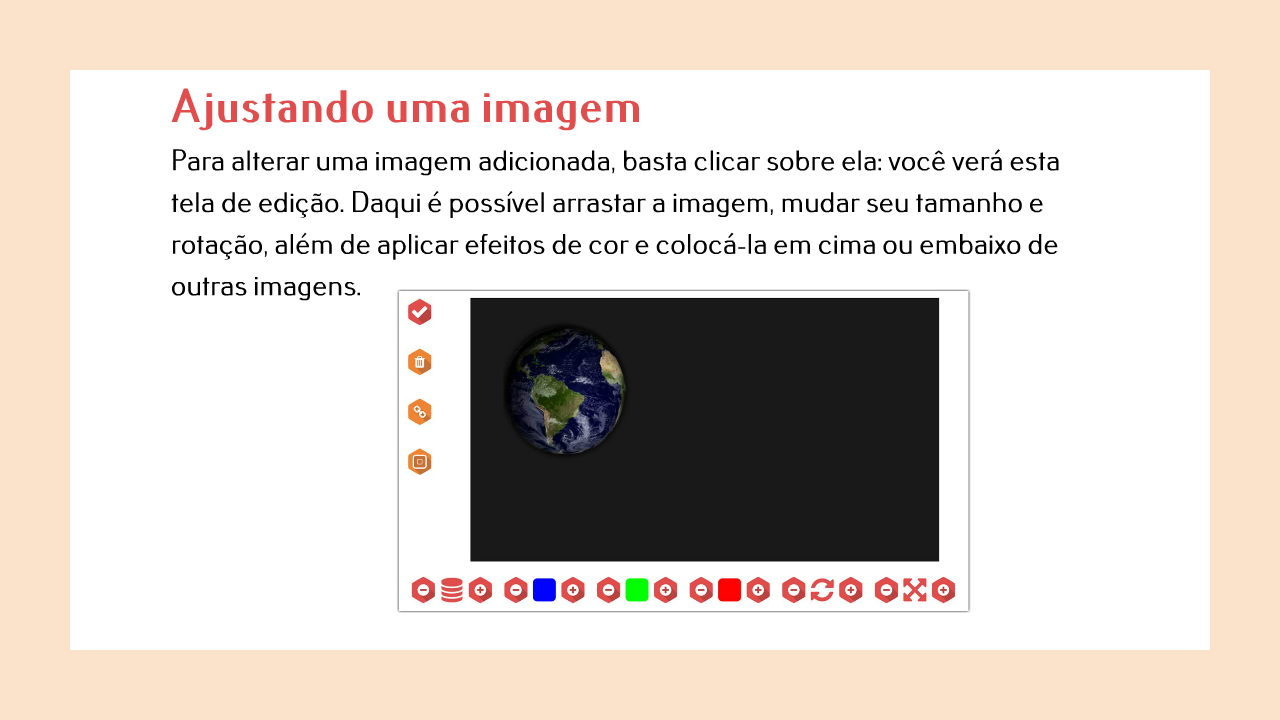 Ajustando uma imagem
Para alterar uma imagem adicionada, basta clicar sobre ela: você verá esta
tela de edição. Daqui é possível arrastar a imagem, mudar seu tamanho e
rotação, além de aplicar efeitos de cor e colocá-la em cima ou embaixo de
outras imagens.